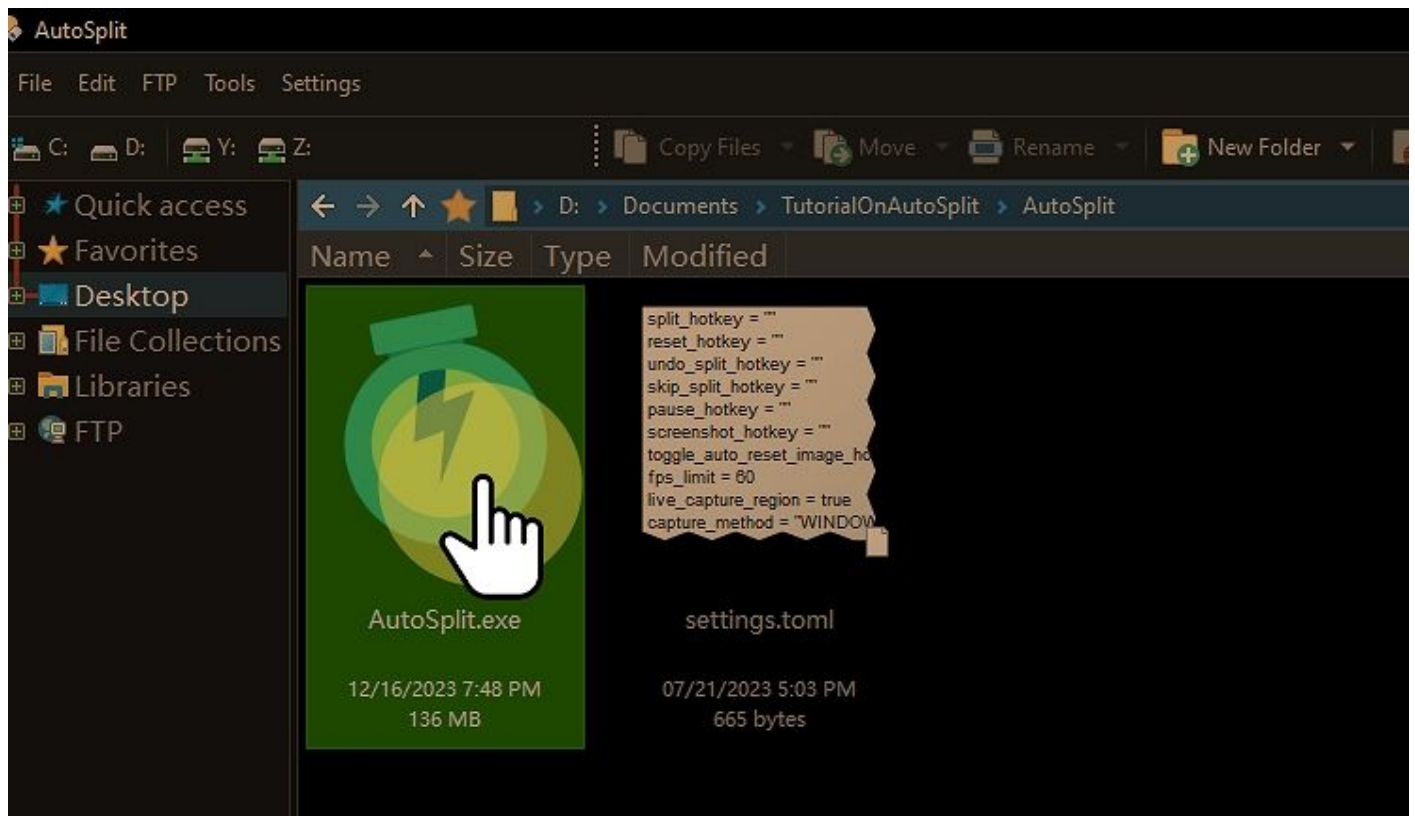 AutoSplit
File Edit FTP Tools Settings
C: D: Y: Z: Copy Files Move Rename New Folder
Quick access
Favorites
Desktop
File Collections
Libraries
FTP
D: Documents TutorialOnAutoSplit AutoSplit
Name Size Type Modified
split_hotkey = ""
reset_hotkey = ""
undo_split_hotkey = ""
skip_split_hotkey = ""
pause_hotkey = ""
screenshot_hotkey = ""
toggle_auto_reset_image_ho
fps_limit = 60
live_capture_region = true
capture_method = "WINDOW
AutoSplit.exe
12/16/2023 7:48 PM
136 MB
settings.toml
07/21/2023 5:03 PM
665 bytes